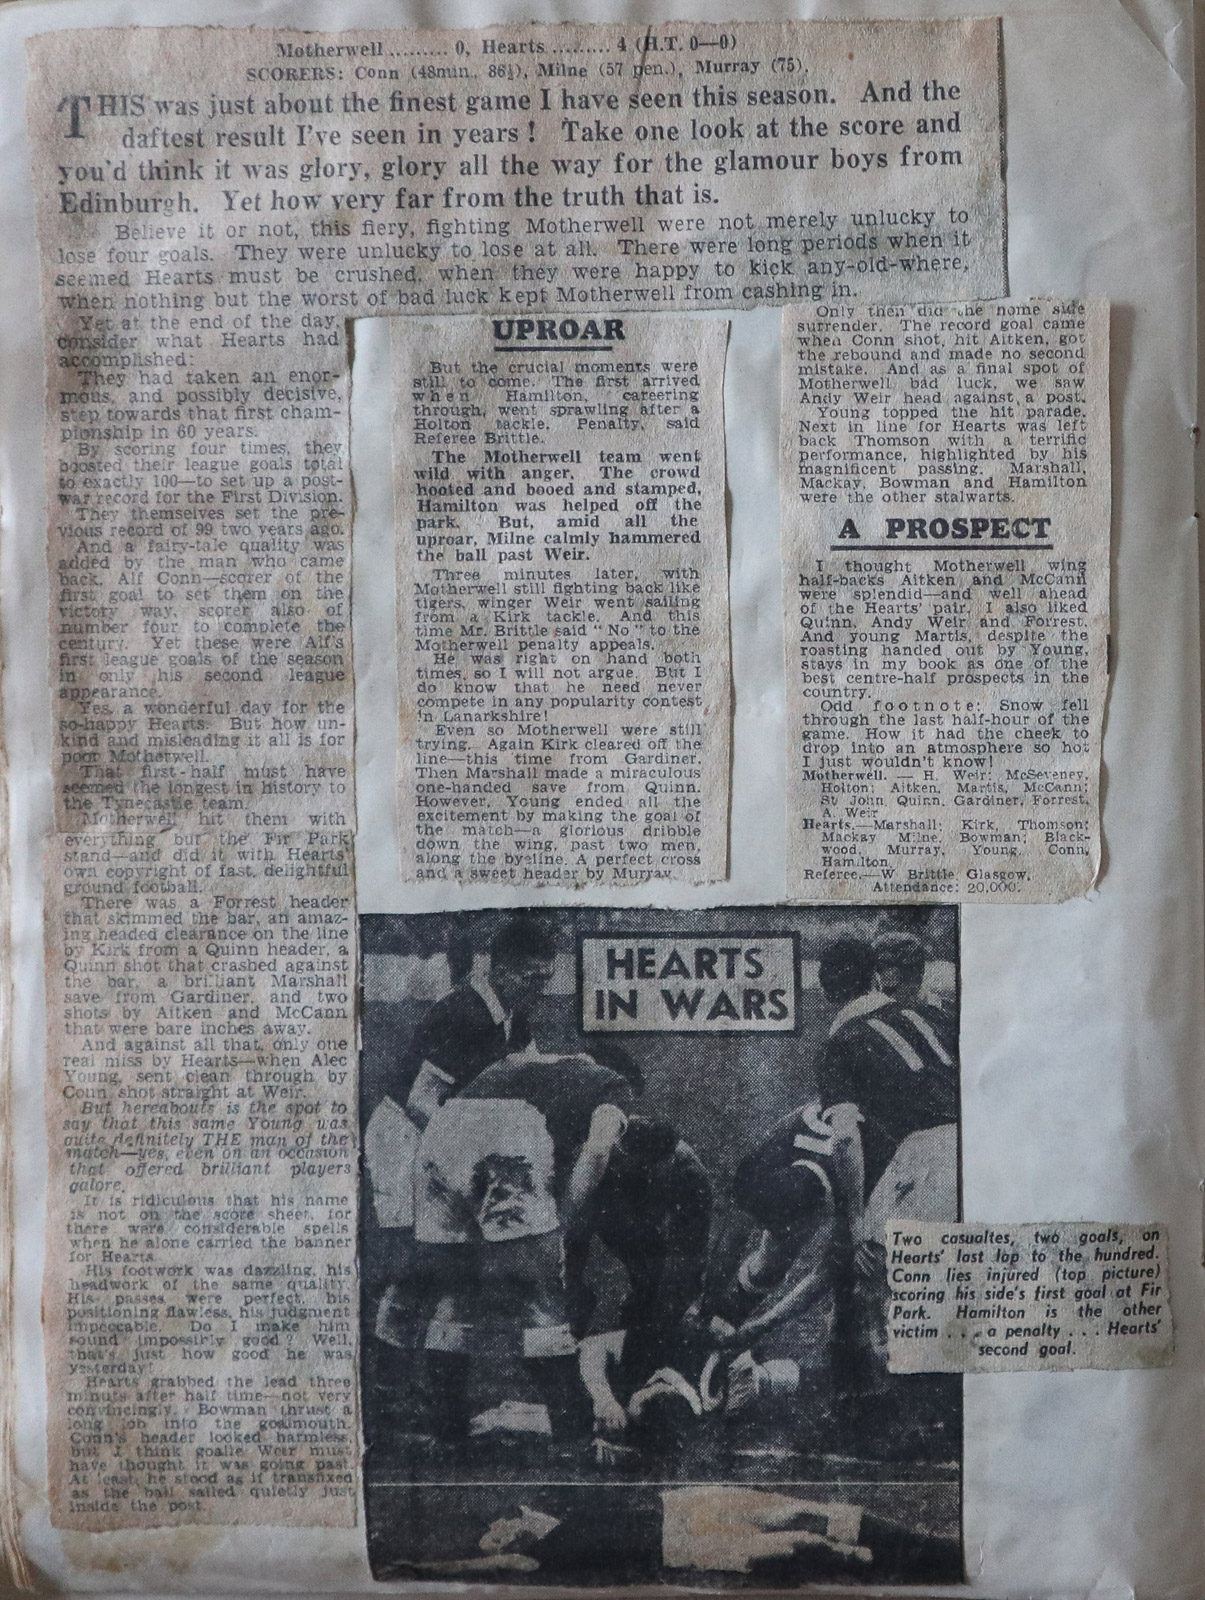 Motherwell ......... 0, Hearts ......... 4 (H.T. 0—0)
SCORERS: Conn (48min., 86½), Milne (57 pen.), Murray (75).
THIS was just about the finest game I have seen this season. And the
daftest result I've seen in years! Take one look at the score and
you'd think it was glory, glory all the way for the glamour boys from
Edinburgh. Yet how very far from the truth that is.
Believe it or not, this fiery, fighting Motherwell were not merely unlucky to
lose four goals. They were unlucky to lose at all. There were long periods when it
seemed Hearts must be crushed, when they were happy to kick any-old-where,
when nothing but the worst of bad luck kept Motherwell from cashing in.
Yet at the end of the day,
consider what Hearts had
accomplished:
They had taken an enor-
mous, and possibly decisive,
step towards that first cham-
pionship in 60 years.
By scoring four times, they
boosted their league goals total
to exactly 100—to set up a post-
war record for the First Division.
They themselves set the pre-
vious record of 99 two years ago.
And a fairy-tale quality was
added by the man who came
back, Alf Conn—scorer of the
first goal to set them on the
victory way, scorer also of
number four to complete the
century. Yet these were Alf's
first league goals of the season
in only his second league
appearance.
Yes, a wonderful day for the
so-happy Hearts. But how un-
kind and misleading it all is for
poor Motherwell.
That first-half must have
seemed the longest in history to
the Tynecastle team.
Motherwell hit them with
everything but the Fir Park
stand—and did it with Hearts'
own copyright of fast, delightful
ground football.
There was a Forrest header
that skimmed the bar, an amaz-
ing headed clearance on the line
by Kirk from a Quinn header, a
Quinn shot that crashed against
the bar, a brilliant Marshall
save from Gardiner, and two
shots by Aitken and McCann
that were bare inches away.
And against all that, only one
real miss by Hearts—when Alec
Young, sent clean through by
Conn shot straight at Weir.
But hereabouts is the spot to
say that this same Young was
quite definitely THE man of the
match—yes, even on an occasion
that offered brilliant players
galore.
It is ridiculous that his name
is not on the score sheet, for
there were considerable spells
when he alone carried the banner
for Hearts.
His footwork was dazzling, his
headwork of the same quality.
His passes were perfect, his
positioning flawless, his judgment
impeccable. Do I make him
sound impossibly good? Well,
that's just how good he was
yesterday!
Hearts grabbed the lead three
minuts after half time—not very
convincingly. Bowman thrust a
long lob into the goalmouth.
Conn's header looked harmless,
but I think goalie Weir must
have thought it was going past.
At least, he stood as if transfixed
as the ball sailed quietly just
inside the post.
UPROAR
But the crucial moments were
still to come. The first arrived
when Hamilton, careering
through, went sprawling after a
Holton tackle. Penalty, said
Referee Brittle.
The Motherwell team went
wild with anger. The crowd
hooted and booed and stamped,
Hamilton was helped off the
park. But, amid all the
uproar, Milne calmly hammered
the ball past Weir.
Three minutes later, with
Motherwell still fighting back like
tigers, winger Weir went sailing
from a Kirk tackle. And this
time Mr. Brittle said "No" to the
Motherwell penalty appeals.
He was right on hand both
times, so I will not argue. But I
do know that he need never
compete in any popularity contest
in Lanarkshire!
Even so Motherwell were still
trying. Again Kirk cleared off the
line—this time from Gardiner.
Then Marshall made a miraculous
one-handed save from Quinn.
However, Young ended all the
excitement by making the goal of
the match—a glorious dribble
down the wing, past two men,
along the byeline. A perfect cross
and a sweet header by Murray
Only then did the home side
surrender. The record goal came
when Conn shot, hit Aitken, got
the rebound and made no second
mistake. And as a final spot of
Motherwell bad luck, we saw
Andy Weir head against a post.
Young topped the hit parade.
Next in line for Hearts was left
back Thomson with a terrific
performance, highlighted by his
magnificent passing. Marshall,
Mackay, Bowman and Hamilton
were the other stalwarts.
A PROSPECT
I thought Motherwell wing
half-backs Aitken and McCann
were splendid—and well ahead
of the Hearts' pair. I also liked
Quinn, Andy Weir and Forrest.
And young Martis, despite the
roasting handed out by Young,
stays in my book as one of the
best centre-half prospects in the
country.
Odd footnote: Snow fell
through the last half-hour of the
game. How it had the cheek to
drop into an atmosphere so hot
I just wouldn't know!
Motherwell. — H. Weir; McSeveney,
Holton; Aitken, Martis, McCann;
St John, Quinn, Gardiner, Forrest,
A. Weir
Hearts.—Marshall; Kirk, Thomson;
Mackay Milne, Bowman; Black-
wood, Murray, Young, Conn,
Hamilton.
Referee.—W Brittle, Glasgow.
Attendance: 20,000.
HEARTS
IN WARS
Two casualtes, two goals, on
Hearts' last lap to the hundred.
Conn lies injured (top picture)
scoring his side's first goal at Fir
Park. Hamilton is the other
victim . . . a penalty . . . Hearts'
second goal.